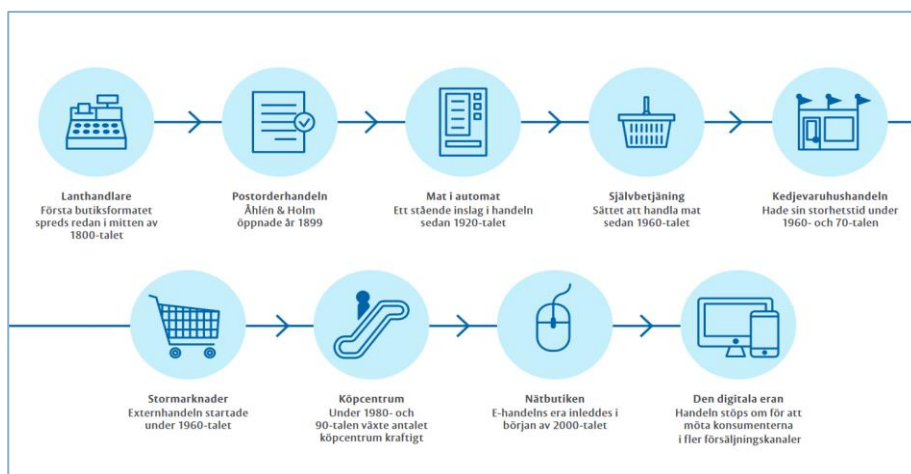 Lanthandlare
Första butiksformatet
spreds redan i mitten av
1800-talet
Postorderhandeln
Åhlén & Holm
öppnade år 1899
Mat i automat
Ett stående inslag i handeln
sedan 1920-talet
Självbetjäning
Sättet att handla mat
sedan 1960-talet
Kedjevaruhushandeln
Hade sin storhetstid under
1960- och 70-talen
Stormarknader
Externhandeln startade
under 1960-talet
Köpcentrum
Under 1980- och
90-talen växte antalet
köpcentrum kraftigt
Nätbutiken
E-handelns era inleddes i
början av 2000-talet
Den digitala eran
Handeln stöps om för att
möta konsumenterna
i fler försäljningskanaler